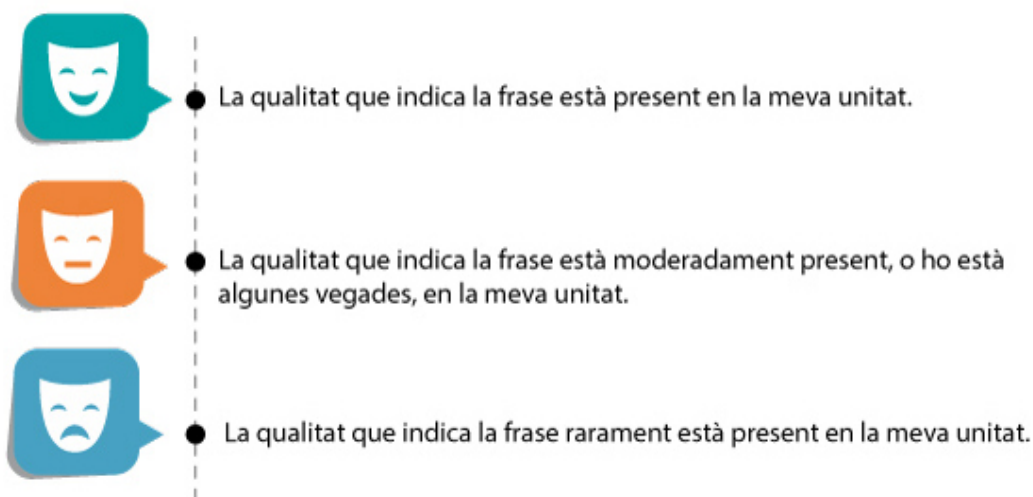 La qualitat que indica la frase està present en la meva unitat.
La qualitat que indica la frase està moderadament present, o ho està
algunes vegades, en la meva unitat.
La qualitat que indica la frase rarament està present en la meva unitat.